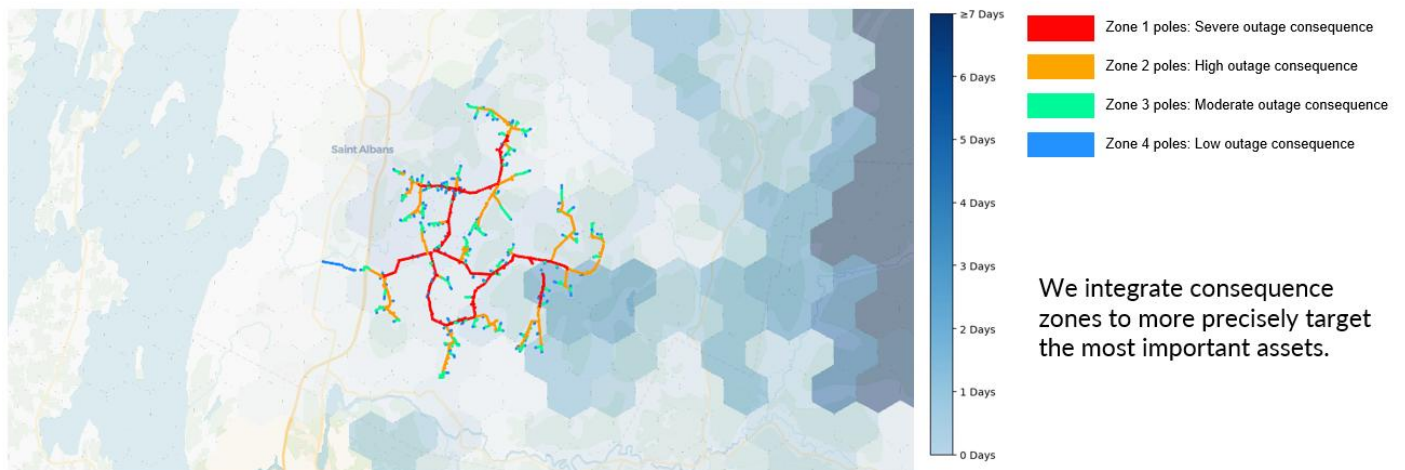 Saint Albans
≥7 Days
6 Days
5 Days
4 Days
3 Days
2 Days
1 Days
0 Days
Zone 1 poles: Severe outage consequence
Zone 2 poles: High outage consequence
Zone 3 poles: Moderate outage consequence
Zone 4 poles: Low outage consequence
We integrate consequence
zones to more precisely target
the most important assets.